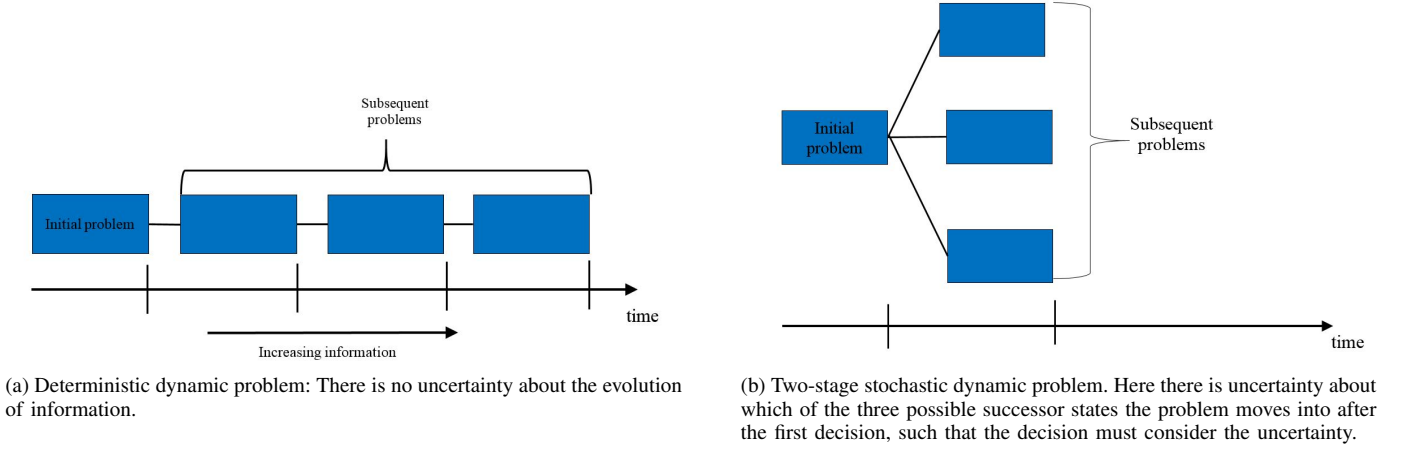 Subsequent
problems
Initial problem
time
Increasing information
(a) Deterministic dynamic problem: There is no uncertainty about the evolution
of information.
Initial
problem
Subsequent
problems
time
(b) Two-stage stochastic dynamic problem. Here there is uncertainty about
which of the three possible successor states the problem moves into after
the first decision, such that the decision must consider the uncertainty.